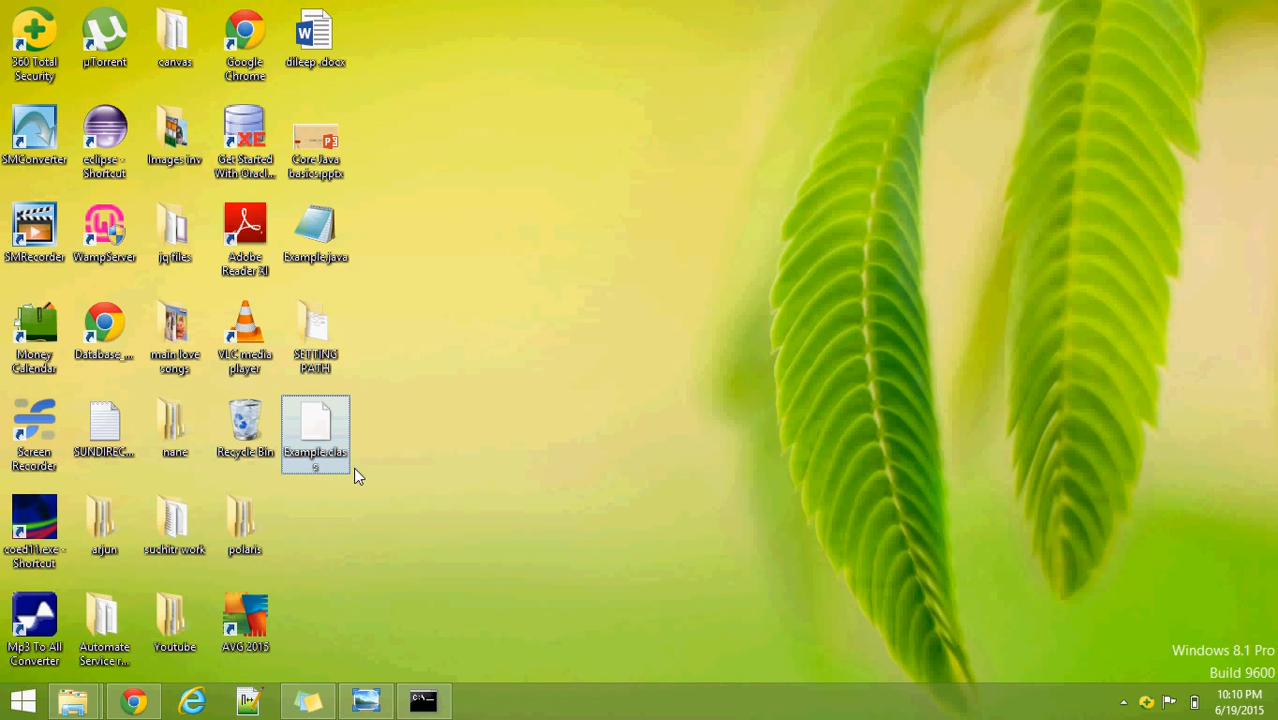 360 Total
Security
µTorrent
canvas
Google
Chrome
dileep .docx
SMConverter
eclipse -
Shortcut
Images inv
Get Started
With Oracl...
Core Java
basics.pptx
SMRecorder
WampServer
jq files
Adobe
Reader XI
Example.java
Money
Calendar
Database_...
main love
songs
VLC media
player
SETTING
PATH
Screen
Recorder
SUNDIREC...
nane
Recycle Bin
Example.clas
s
coed11.exe -
Shortcut
arjun
suchitr work
polaris
Mp3 To All
Converter
Automate
Service r...
Youtube
AVG 2015
Windows 8.1 Pro
Build 9600
10:10 PM
6/19/2015